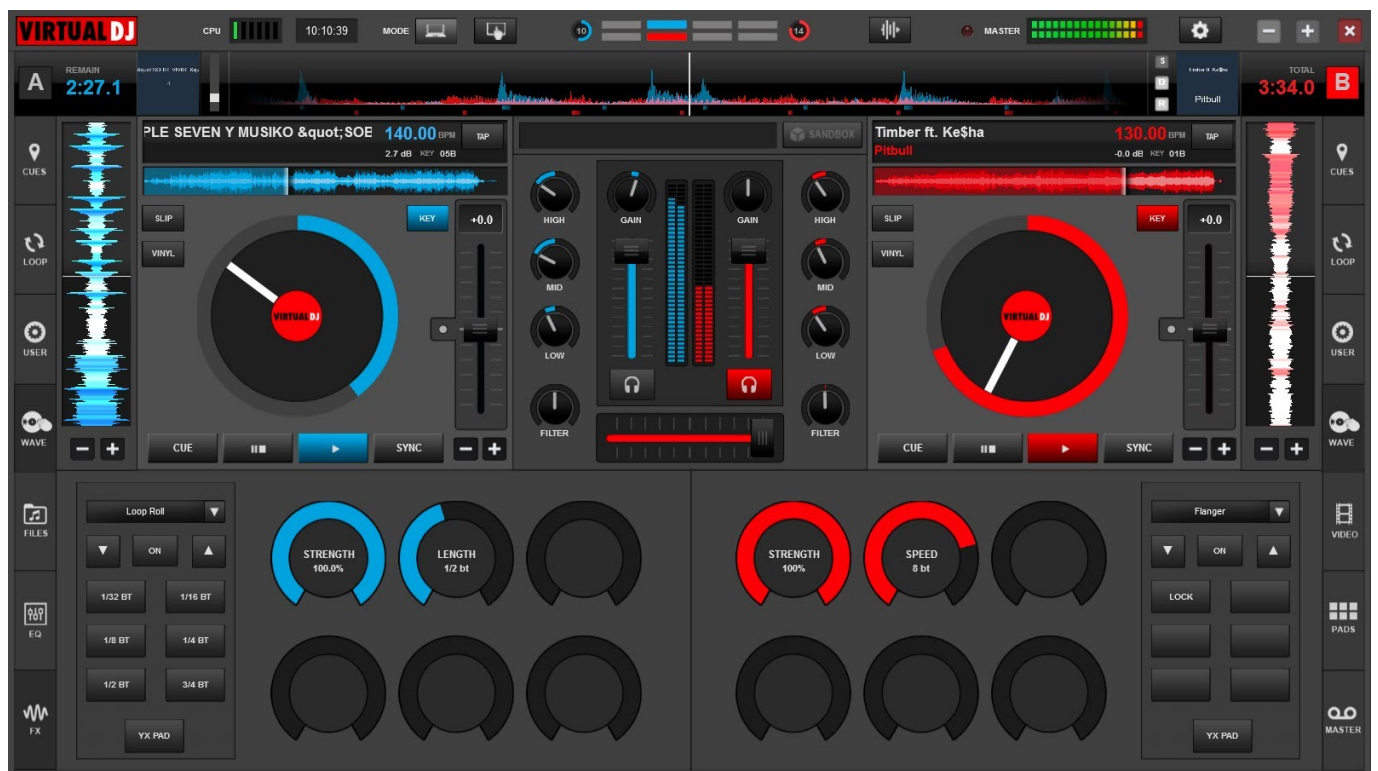 VIRTUAL DJ
CPU
10:10:39
MODE
10
14
MASTER
A
REMAIN
2:27.1
S
D
R
Timber ft. Ke$ha
Pitbull
TOTAL
3:34.0
B
CUES
LOOP
USER
WAVE
FILES
EQ
FX
PLE SEVEN Y MUSIKO &quot;SOE
140.00 BPM
TAP
2.7 dB KEY 05B
SLIP
VINYL
KEY
+0.0
VIRTUAL DJ
CUE
SYNC
SANDBOX
HIGH
GAIN
GAIN
HIGH
MID
MID
LOW
LOW
FILTER
FILTER
Timber ft. Ke$ha
130.00 BPM
TAP
Pitbull
-0.0 dB KEY 01B
SLIP
VINYL
KEY
+0.0
VIRTUAL DJ
CUE
SYNC
CUES
LOOP
USER
WAVE
VIDEO
PADS
MASTER
Loop Roll
ON
1/32 BT
1/16 BT
1/8 BT
1/4 BT
1/2 BT
3/4 BT
YX PAD
STRENGTH
100.0%
LENGTH
1/2 bt
STRENGTH
100%
SPEED
8 bt
Flanger
ON
LOCK
YX PAD